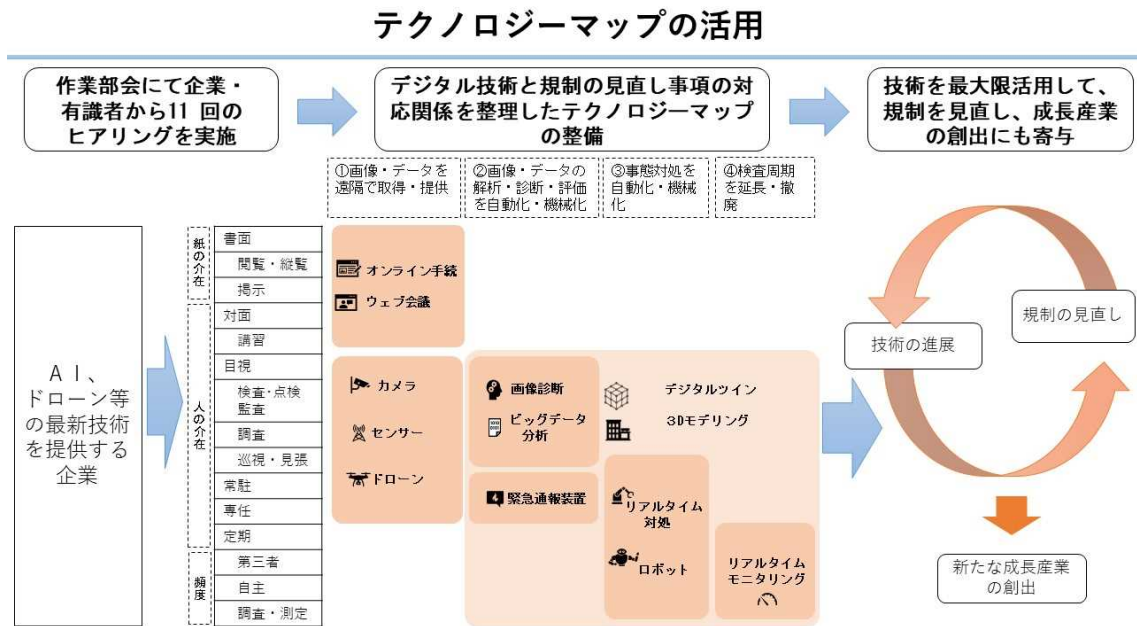 テクノロジーマップの活用
作業部会にて企業・
有識者から11 回の
ヒアリングを実施
デジタル技術と規制の見直し事項の対
応関係を整理したテクノロジーマップ
の整備
技術を最大限活用して、
規制を見直し、成長産業
の創出にも寄与
①画像・データを
遠隔で取得・提供
②画像・データの
解析・診断・評価
を自動化・機械化
③事態対処を
自動化・機械
化
④検査周期
を延長・撤
廃
AI、
ドローン等
の最新技術
を提供する
企業
紙の介在
人の介在
頻度
書面
閲覧・縦覧
掲示
対面
講習
目視
検査・点検
監査
調査
巡視・見張
常駐
専任
定期
第三者
自主
調査・測定
オンライン手続
ウェブ会議
カメラ
センサー
ドローン
画像診断
ビッグデータ
分析
緊急通報装置
デジタルツイン
3Dモデリング
リアルタイム
対処
ロボット
リアルタイム
モニタリング
規制の見直し
技術の進展
新たな成長産業
の創出